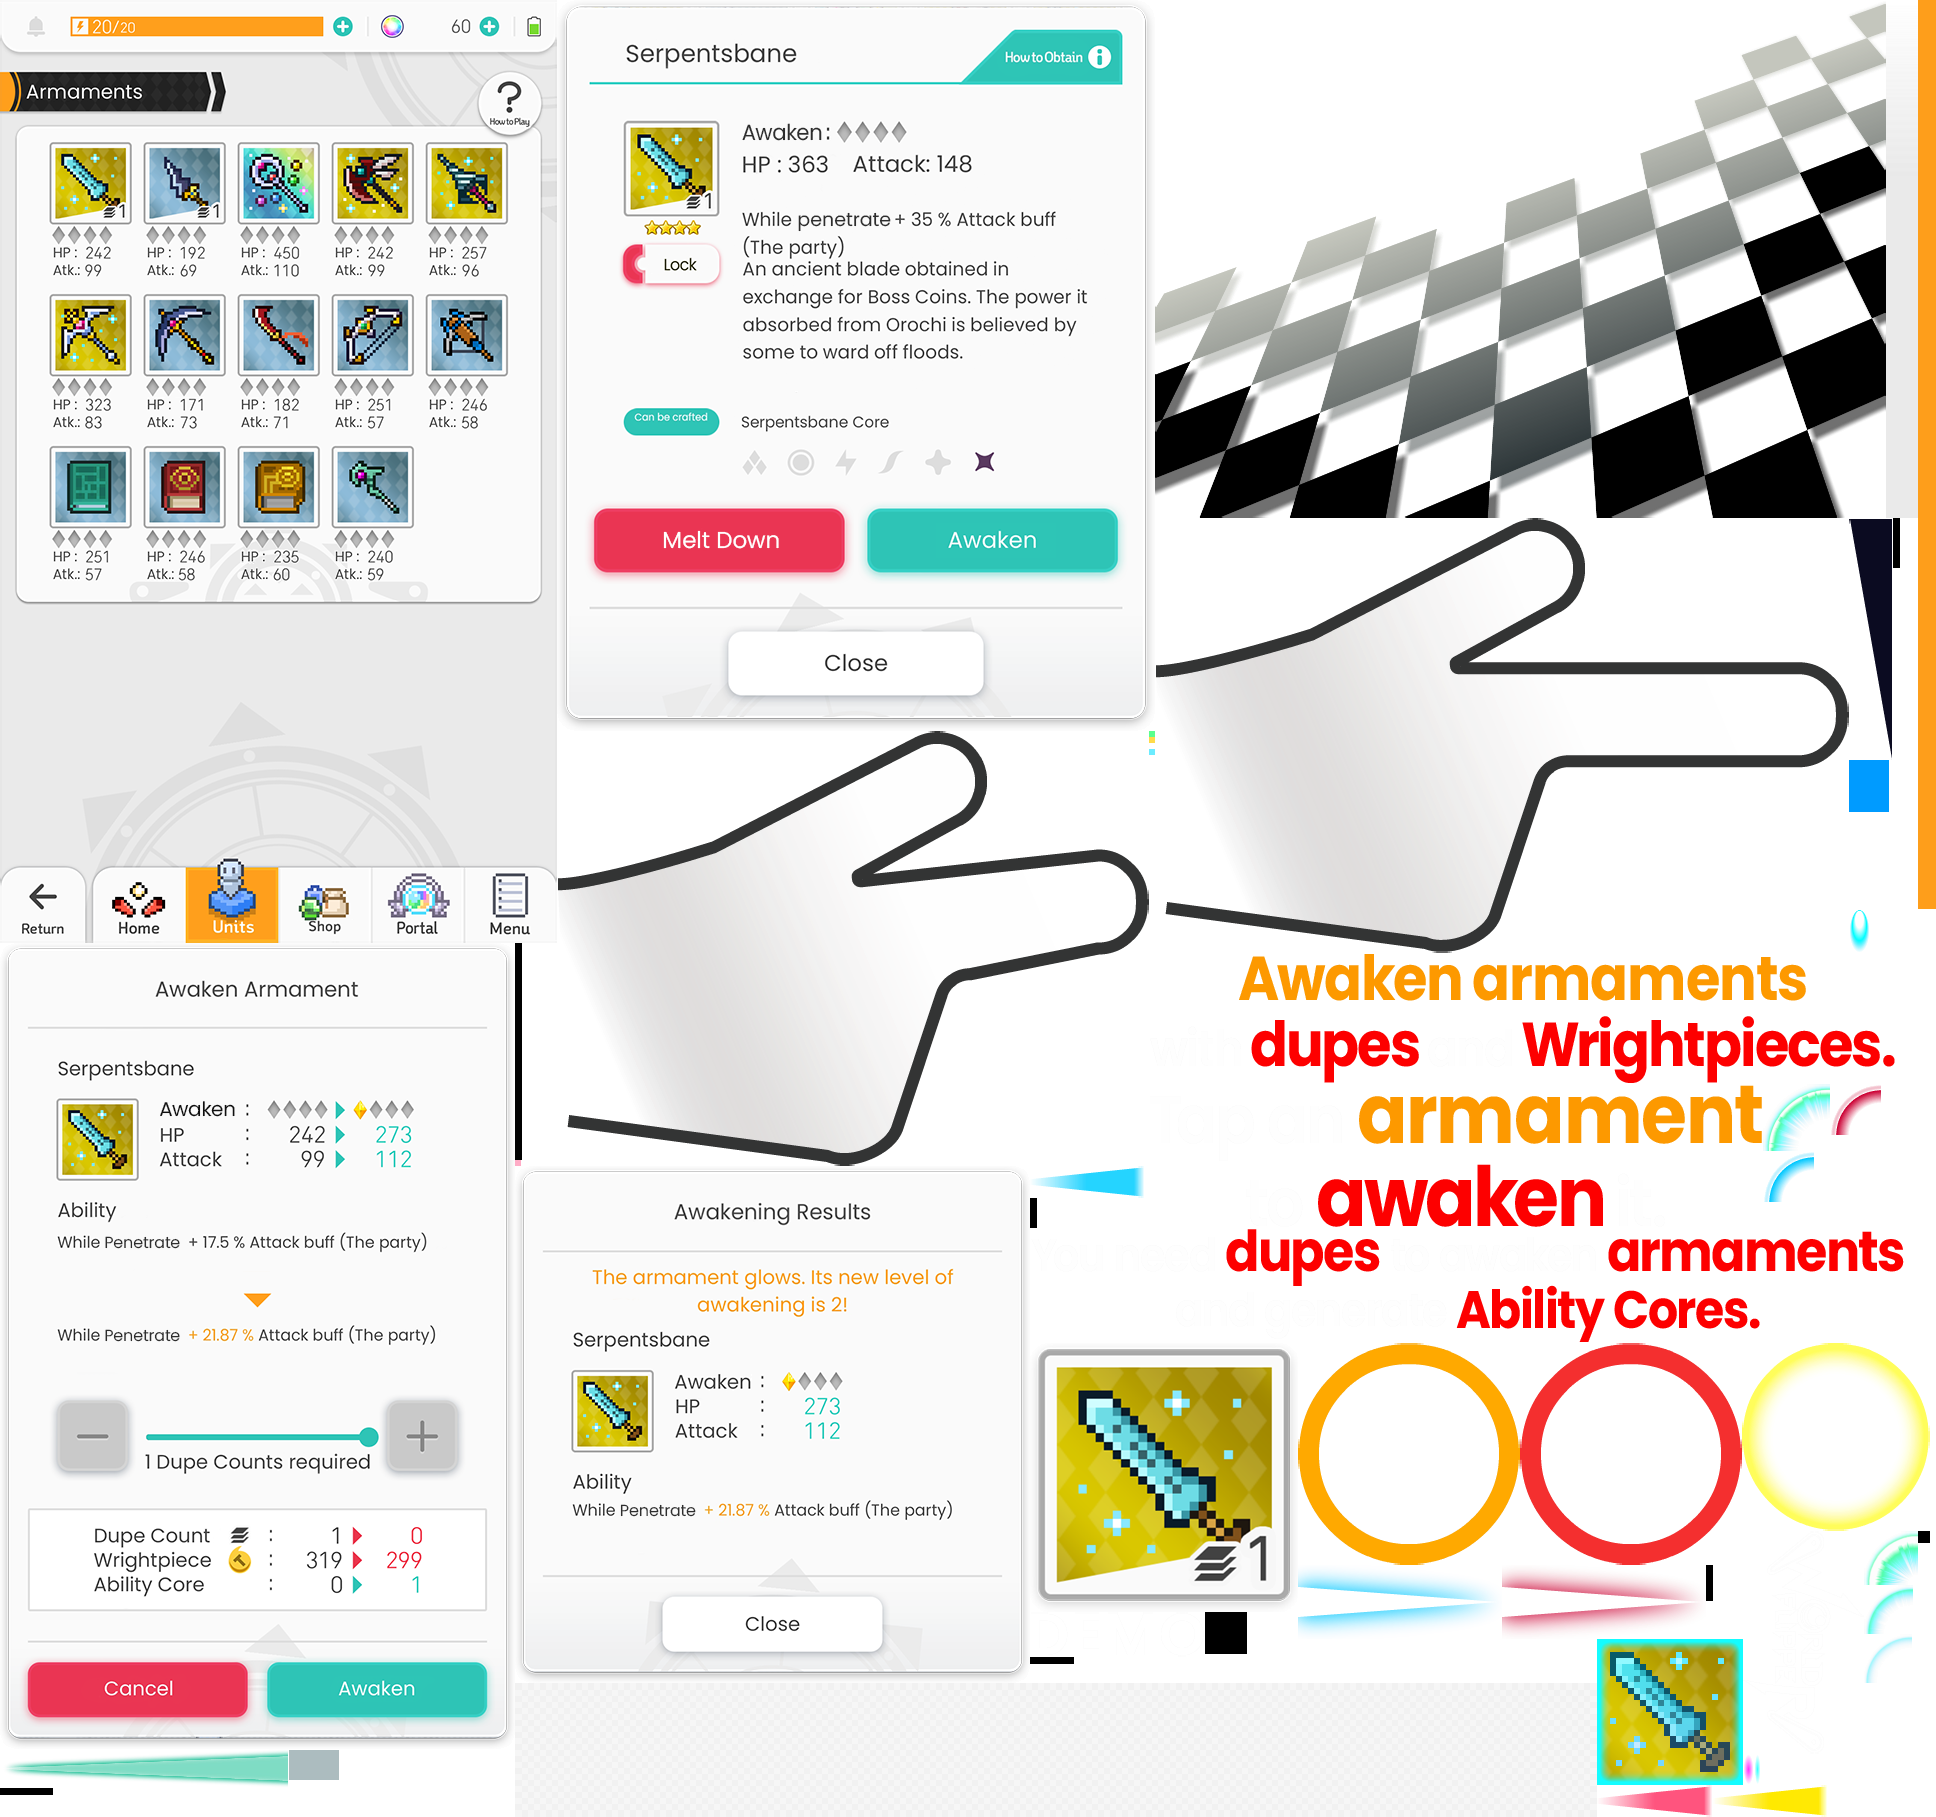 20/20
60
Armaments
?
How to Play
1
1
HP : 242
HP : 192
HP : 450
HP : 242
HP : 257
Atk.: 99
Atk.: 69
Atk.: 110
Atk.: 99
Atk.: 96
HP : 323
HP : 171
HP : 182
HP : 251
HP : 246
Atk.: 83
Atk.: 73
Atk.: 71
Atk.: 57
Atk.: 58
HP : 251
HP : 246
HP : 235
HP : 240
Atk.: 57
Atk.: 58
Atk.: 60
Atk.: 59
Return
Home
Units
Shop
Portal
Menu
Serpentsbane
How to Obtain i
Awaken:
HP : 363 Attack: 148
1
While penetrate + 35 % Attack buff
(The party)
Lock
An ancient blade obtained in
exchange for Boss Coins. The power it
absorbed from Orochi is believed by
some to ward off floods.
Can be crafted
Serpentsbane Core
Melt Down
Awaken
Close
Awaken Armament
Serpentsbane
Awaken :
HP : 242 273
Attack : 99 112
Ability
While Penetrate + 17.5 % Attack buff (The party)
While Penetrate + 21.87 % Attack buff (The party)
1 Dupe Counts required
Dupe Count : 1 0
Wrightpiece : 319 299
Ability Core : 0 1
Cancel
Awaken
Awakening Results
The armament glows. Its new level of
awakening is 2!
Serpentsbane
Awaken :
HP : 273
Attack : 112
Ability
While Penetrate + 21.87 % Attack buff (The party)
Close
Awaken armaments
dupes Wrightpieces.
armament
awaken
dupes armaments
Ability Cores.
1